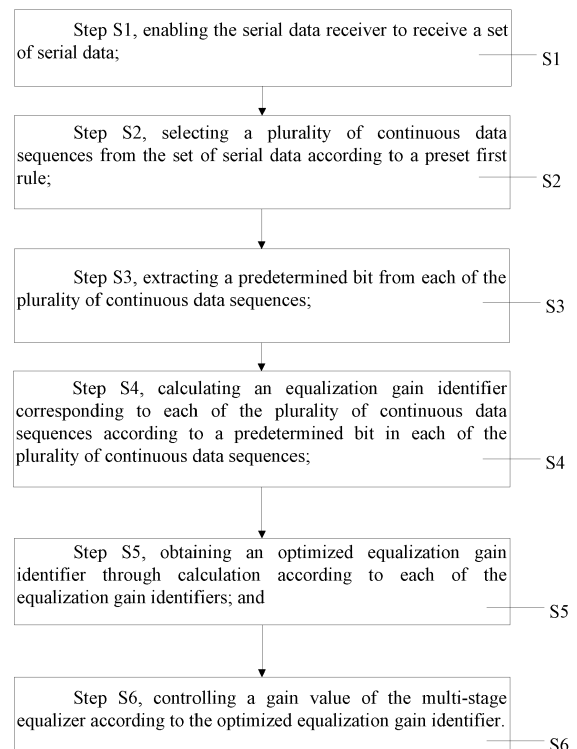 Step S1, enabling the serial data receiver to receive a set
of serial data;
S1
Step S2, selecting a plurality of continuous data
sequences from the set of serial data according to a preset first
rule;
S2
Step S3, extracting a predetermined bit from each of the
plurality of continuous data sequences;
S3
Step S4, calculating an equalization gain identifier
corresponding to each of the plurality of continuous data
sequences according to a predetermined bit in each of the
plurality of continuous data sequences;
S4
Step S5, obtaining an optimized equalization gain
identifier through calculation according to each of the
equalization gain identifiers; and
S5
Step S6, controlling a gain value of the multi-stage
equalizer according to the optimized equalization gain identifier.
S6